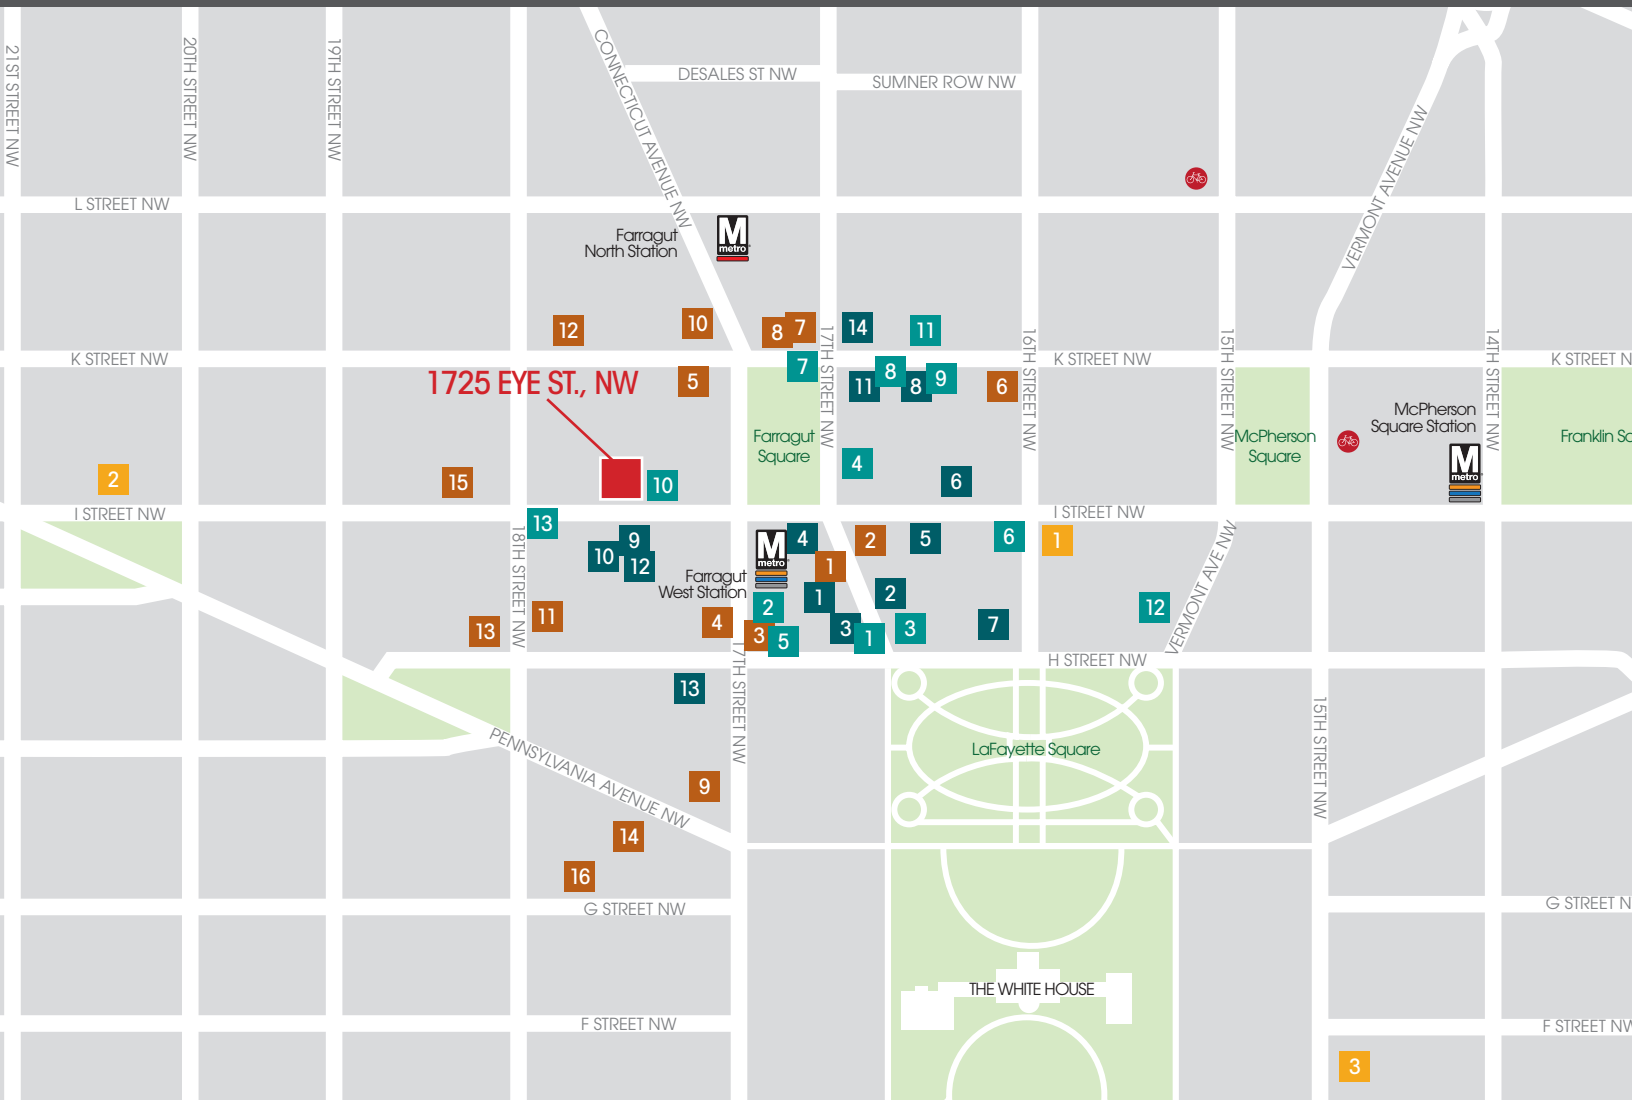 21ST STREET NW
20TH STREET NW
19TH STREET NW
CONNECTICUT AVENUE NW
DESALES ST NW
SUMNER ROW NW
VERMONT AVENUE NW
L STREET NW
Farragut
North Station
M
metro
12
10
8
7
14
11
17TH STREET NW
16TH STREET NW
15TH STREET NW
14TH STREET NW
K STREET NW
K STREET NW
K STREET N
1725 EYE ST., NW
5
7
11
8
8
9
6
Farragut
Square
McPherson
Square
McPherson
Square Station
M
metro
Franklin Sq
2
15
10
4
6
I STREET NW
I STREET NW
13
18TH STREET NW
9
10
12
Farragut
West Station
M
metro
4
2
5
6
1
1
1
2
2
12
VERMONT AVE NW
13
11
4
3
5
3
1
3
7
H STREET NW
13
17TH STREET NW
15TH STREET NW
PENNSYLVANIA AVENUE NW
LaFayette Square
9
14
16
G STREET NW
G STREET N
THE WHITE HOUSE
F STREET NW
F STREET NW
3